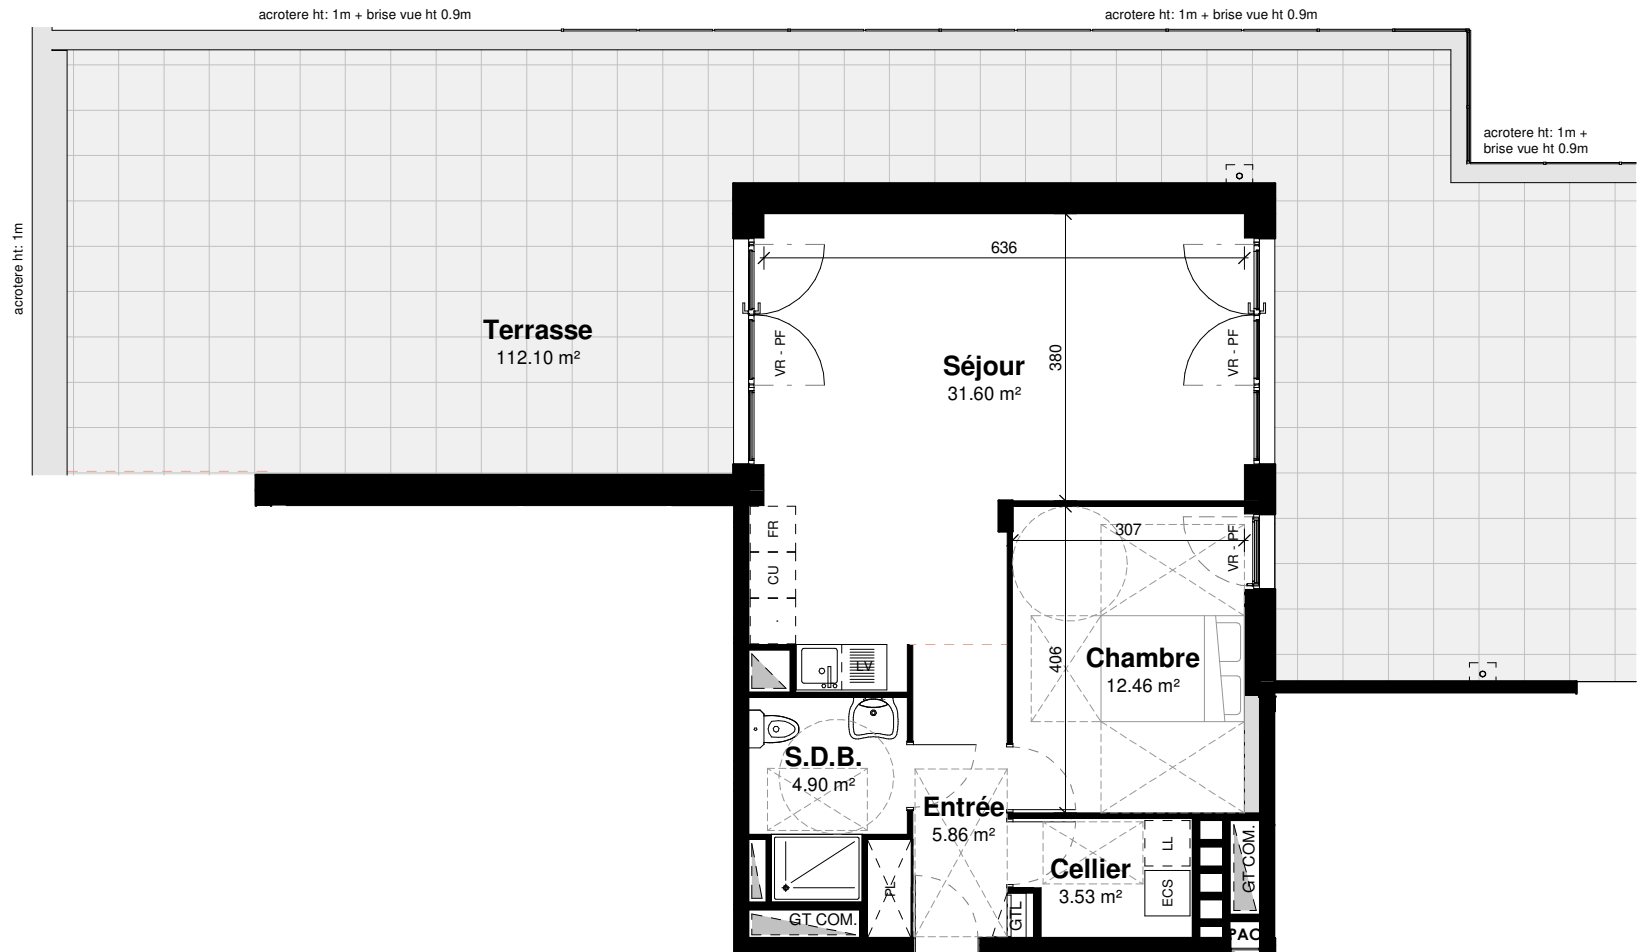 acrotere ht: 1m + brise vue ht 0.9m
acrotere ht: 1m + brise vue ht 0.9m
acrotere ht: 1m +
brise vue ht 0.9m
acrotere ht: 1m
636
Terrasse
112.10 m²
VR - PF
VR - PF
380
Séjour
31.60 m²
FR
CU
307
VR - PF
LV
406
Chambre
12.46 m²
S.D.B.
4.90 m²
Entrée
5.86 m²
Cellier
3.53 m²
LL
ECS
PL
GTL
GT COM.
GT COM.
PAC